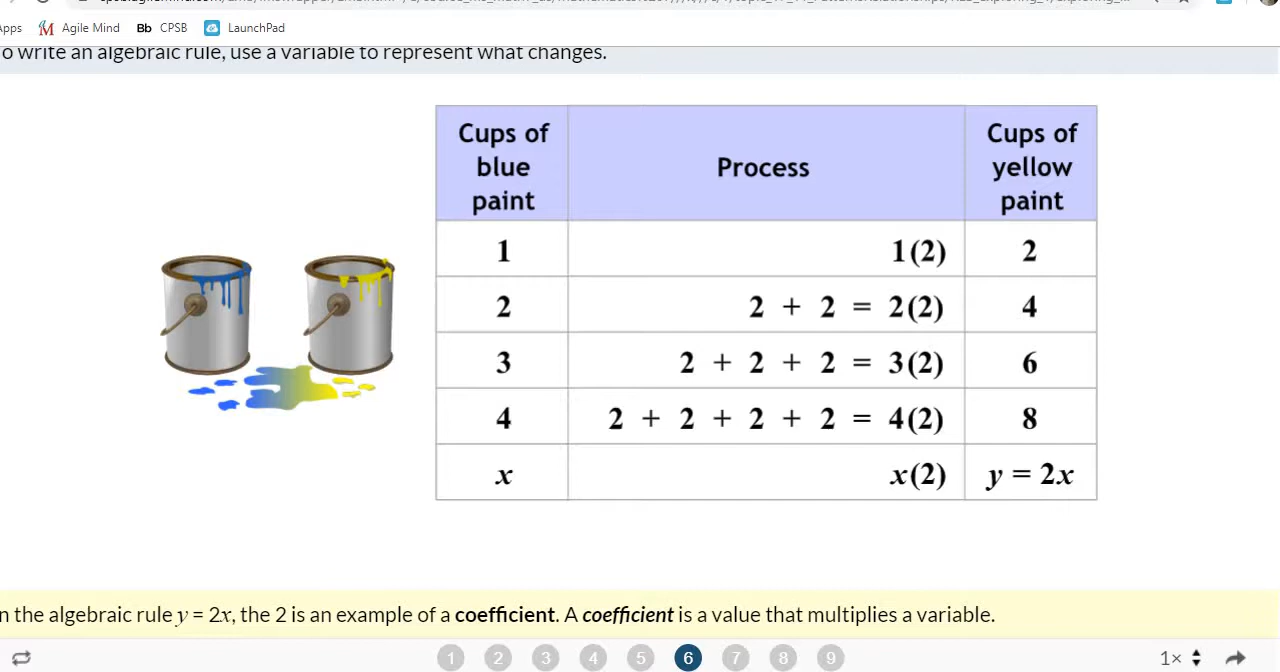 Apps Agile Mind Bb CPSB LaunchPad
o write an algebraic rule, use a variable to represent what changes.
Cups of blue paint Process Cups of yellow paint
1 1(2) 2
2 2 + 2 = 2(2) 4
3 2 + 2 + 2 = 3(2) 6
4 2 + 2 + 2 + 2 = 4(2) 8
x x(2) y = 2x
n the algebraic rule y = 2x, the 2 is an example of a coefficient. A coefficient is a value that multiplies a variable.
1 2 3 4 5 6 7 8 9 1×